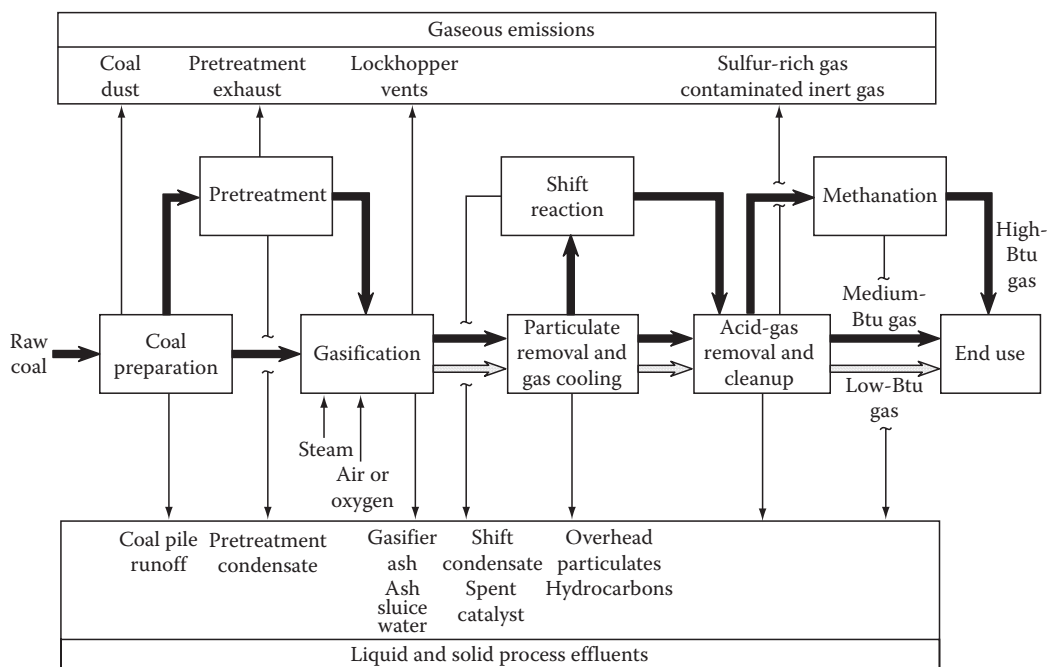 Gaseous emissions
Coal
dust
Pretreatment
exhaust
Lockhopper
vents
Sulfur-rich gas
contaminated inert gas
Pretreatment
Shift
reaction
Methanation
High-
Btu
gas
Medium-
Btu gas
Raw
coal
Coal
preparation
Gasification
Particulate
removal and
gas cooling
Acid-gas
removal and
cleanup
End use
Low-Btu
gas
Steam
Air or
oxygen
Coal pile
runoff
Pretreatment
condensate
Gasifier
ash
Ash
sluice
water
Shift
condensate
Spent
catalyst
Overhead
particulates
Hydrocarbons
Liquid and solid process effluents